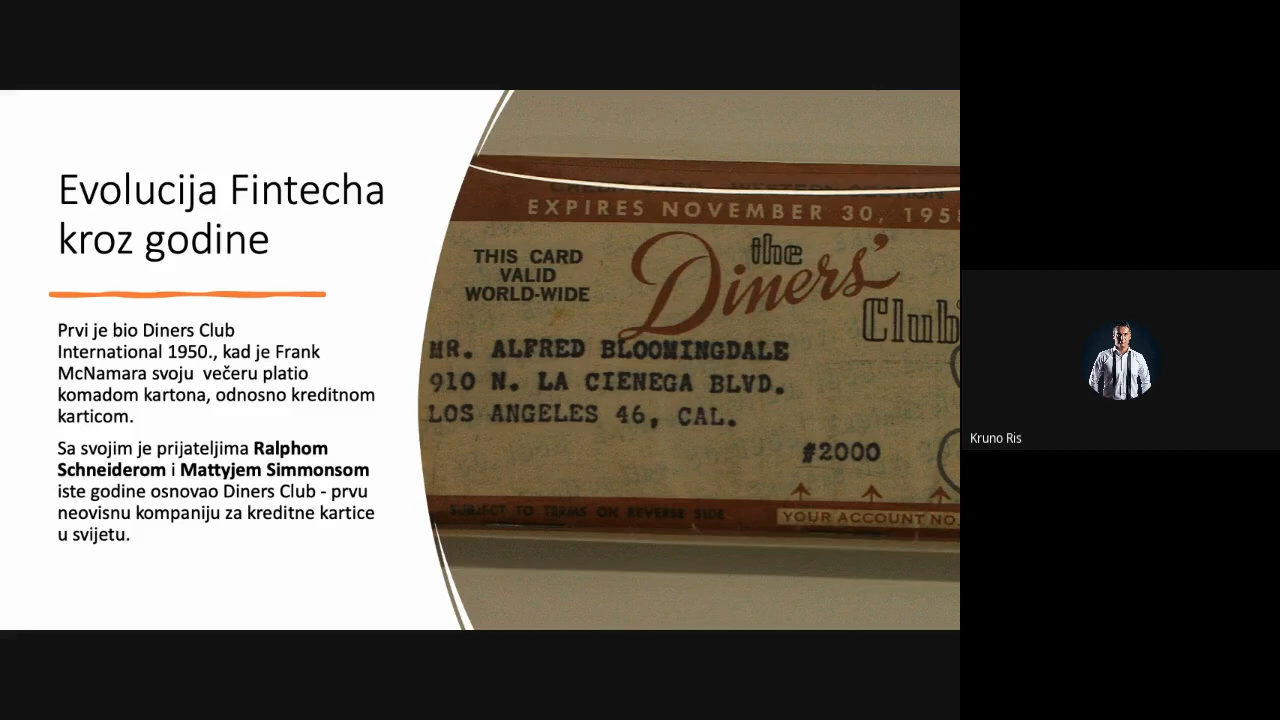 Evolucija Fintecha
kroz godine
Prvi je bio Diners Club
International 1950., kad je Frank
McNamara svoju večeru platio
komadom kartona, odnosno kreditnom
karticom.
Sa svojim je prijateljima Ralphom
Schneiderom i Mattyjem Simmonsom
iste godine osnovao Diners Club - prvu
neovisnu kompaniju za kreditne kartice
u svijetu.
EXPIRES NOVEMBER 30, 1958
THIS CARD
VALID
WORLD-WIDE
the
Diners'
Club
MR. ALFRED BLOOMINGDALE
910 N. LA CIENEGA BLVD.
LOS ANGELES 46, CAL.
#2000
SUBJECT TO TERMS ON REVERSE SIDE
YOUR ACCOUNT NO.
Kruno Ris